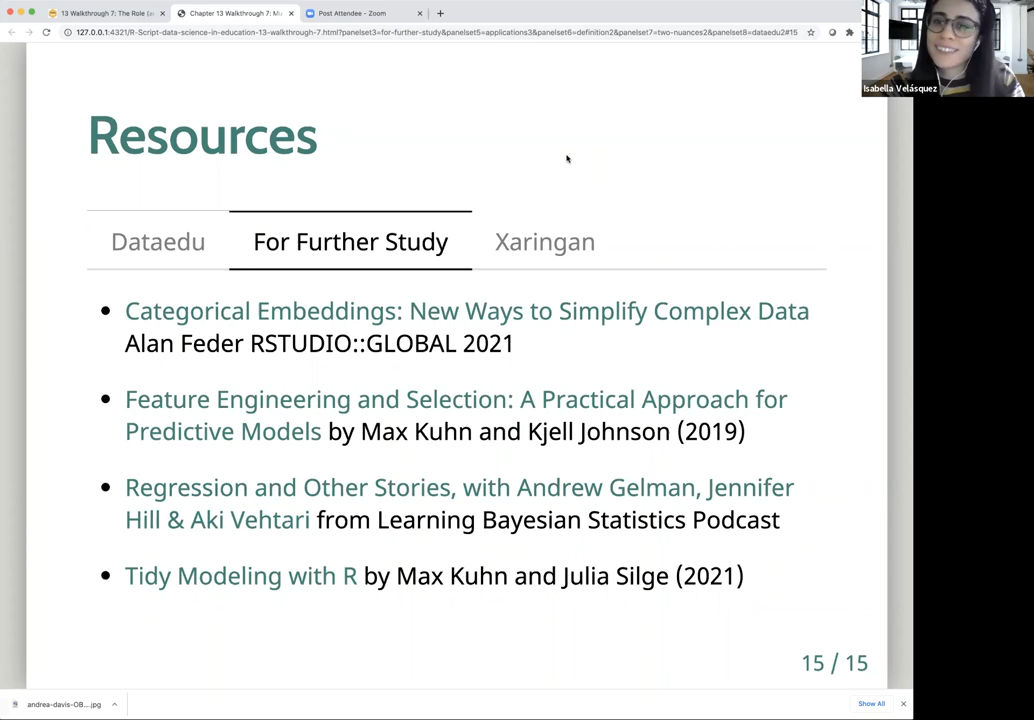 13 Walkthrough 7: The Role (a
Chapter 13 Walkthrough 7: Mu
Post Attendee - Zoom
127.0.0.1:4321/R-Script-data-science-in-education-13-walkthrough-7.html?panelset3=for-further-study&panelset5=applications3&panelset6=definition2&panelset7=two-nuances2&panelset8=dataedu2#15
Isabella Velásquez
Resources
Dataedu
For Further Study
Xaringan
Categorical Embeddings: New Ways to Simplify Complex Data
Alan Feder RSTUDIO::GLOBAL 2021
Feature Engineering and Selection: A Practical Approach for
Predictive Models by Max Kuhn and Kjell Johnson (2019)
Regression and Other Stories, with Andrew Gelman, Jennifer
Hill & Aki Vehtari from Learning Bayesian Statistics Podcast
Tidy Modeling with R by Max Kuhn and Julia Silge (2021)
15 / 15
andrea-davis-OB....jpg
Show All